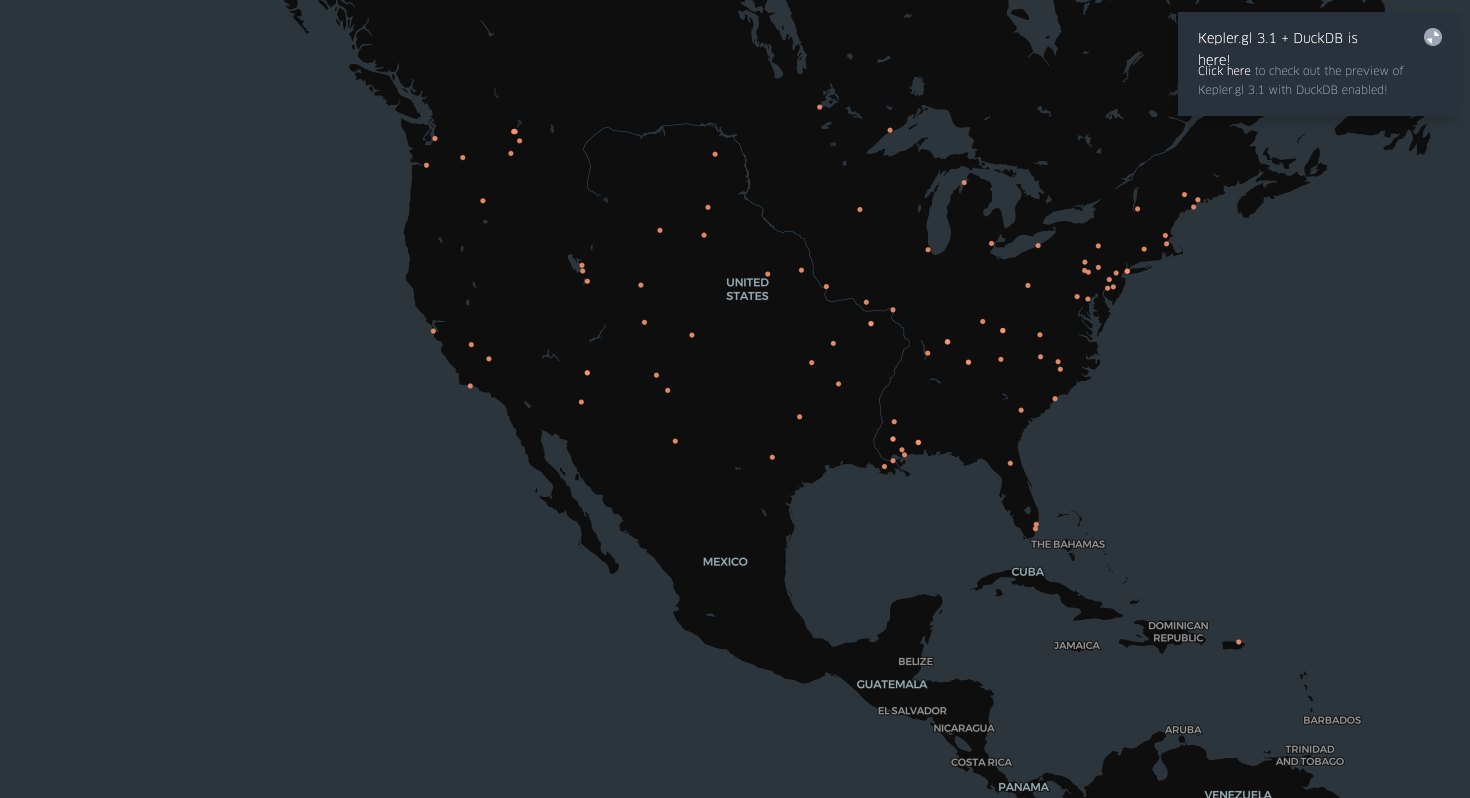 Kepler.gl 3.1 + DuckDB is
here!
Click here to check out the preview of
Kepler.gl 3.1 with DuckDB enabled!
UNITED
STATES
MEXICO
THE BAHAMAS
CUBA
DOMINICAN
REPUBLIC
JAMAICA
BELIZE
GUATEMALA
EL SALVADOR
NICARAGUA
BARBADOS
ARUBA
COSTA RICA
TRINIDAD
AND TOBAGO
PANAMA
VENEZUELA